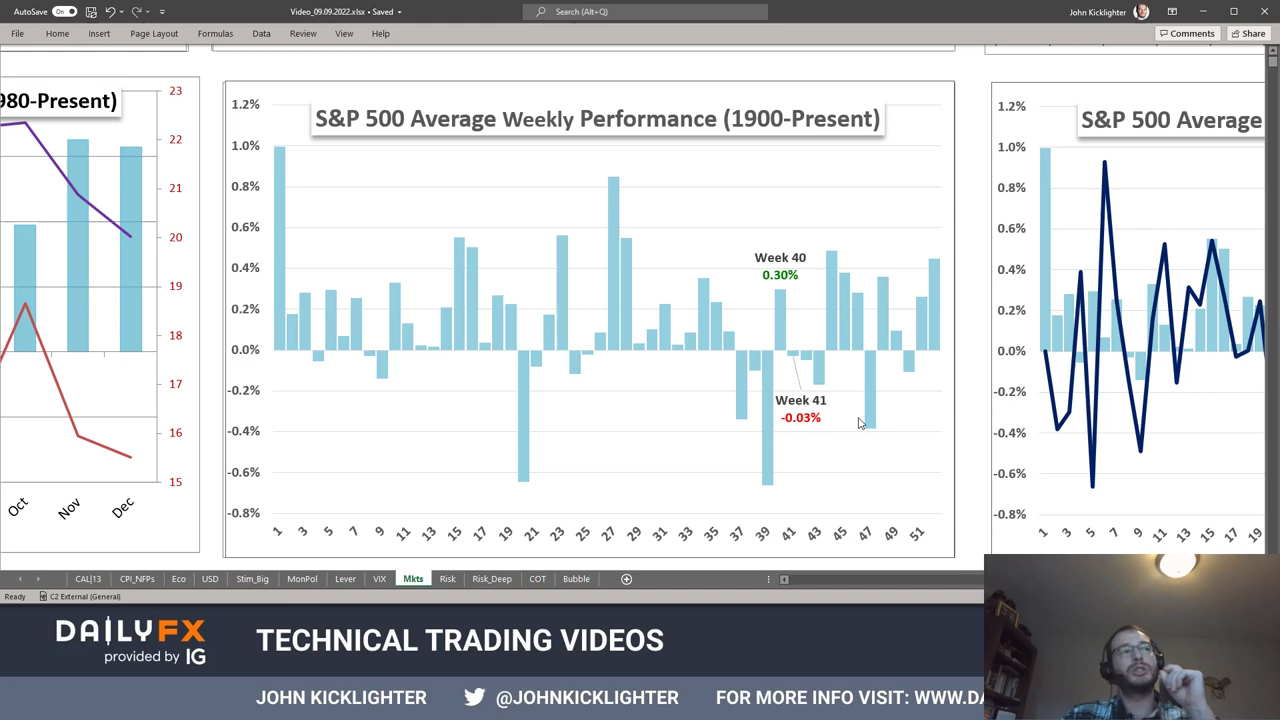 AutoSave On Video_09.09.2022.xlsx • Saved Search (Alt+Q) John Kicklighter
File Home Insert Page Layout Formulas Data Review View Help Comments Share
980-Present)
23
22
21
20
19
18
17
16
15
Oct Nov Dec
S&P 500 Average Weekly Performance (1900-Present)
1.2%
1.0%
0.8%
0.6%
0.4%
0.2%
0.0%
-0.2%
-0.4%
-0.6%
-0.8%
Week 40
0.30%
Week 41
-0.03%
1 3 5 7 9 11 13 15 17 19 21 23 25 27 29 31 33 35 37 39 41 43 45 47 49 51
S&P 500 Average
1.2%
1.0%
0.8%
0.6%
0.4%
0.2%
0.0%
-0.2%
-0.4%
-0.6%
-0.8%
1 3 5 7 9 11 13 15 17 19
CAL|13 CPI_NFPs Eco USD Stim_Big MonPol Lever VIX Mkts Risk Risk_Deep COT Bubble
Ready C2 External (General)
DAILYFX
provided by IG
TECHNICAL TRADING VIDEOS
JOHN KICKLIGHTER @JOHNKICKLIGHTER FOR MORE INFO VISIT: WWW.DA